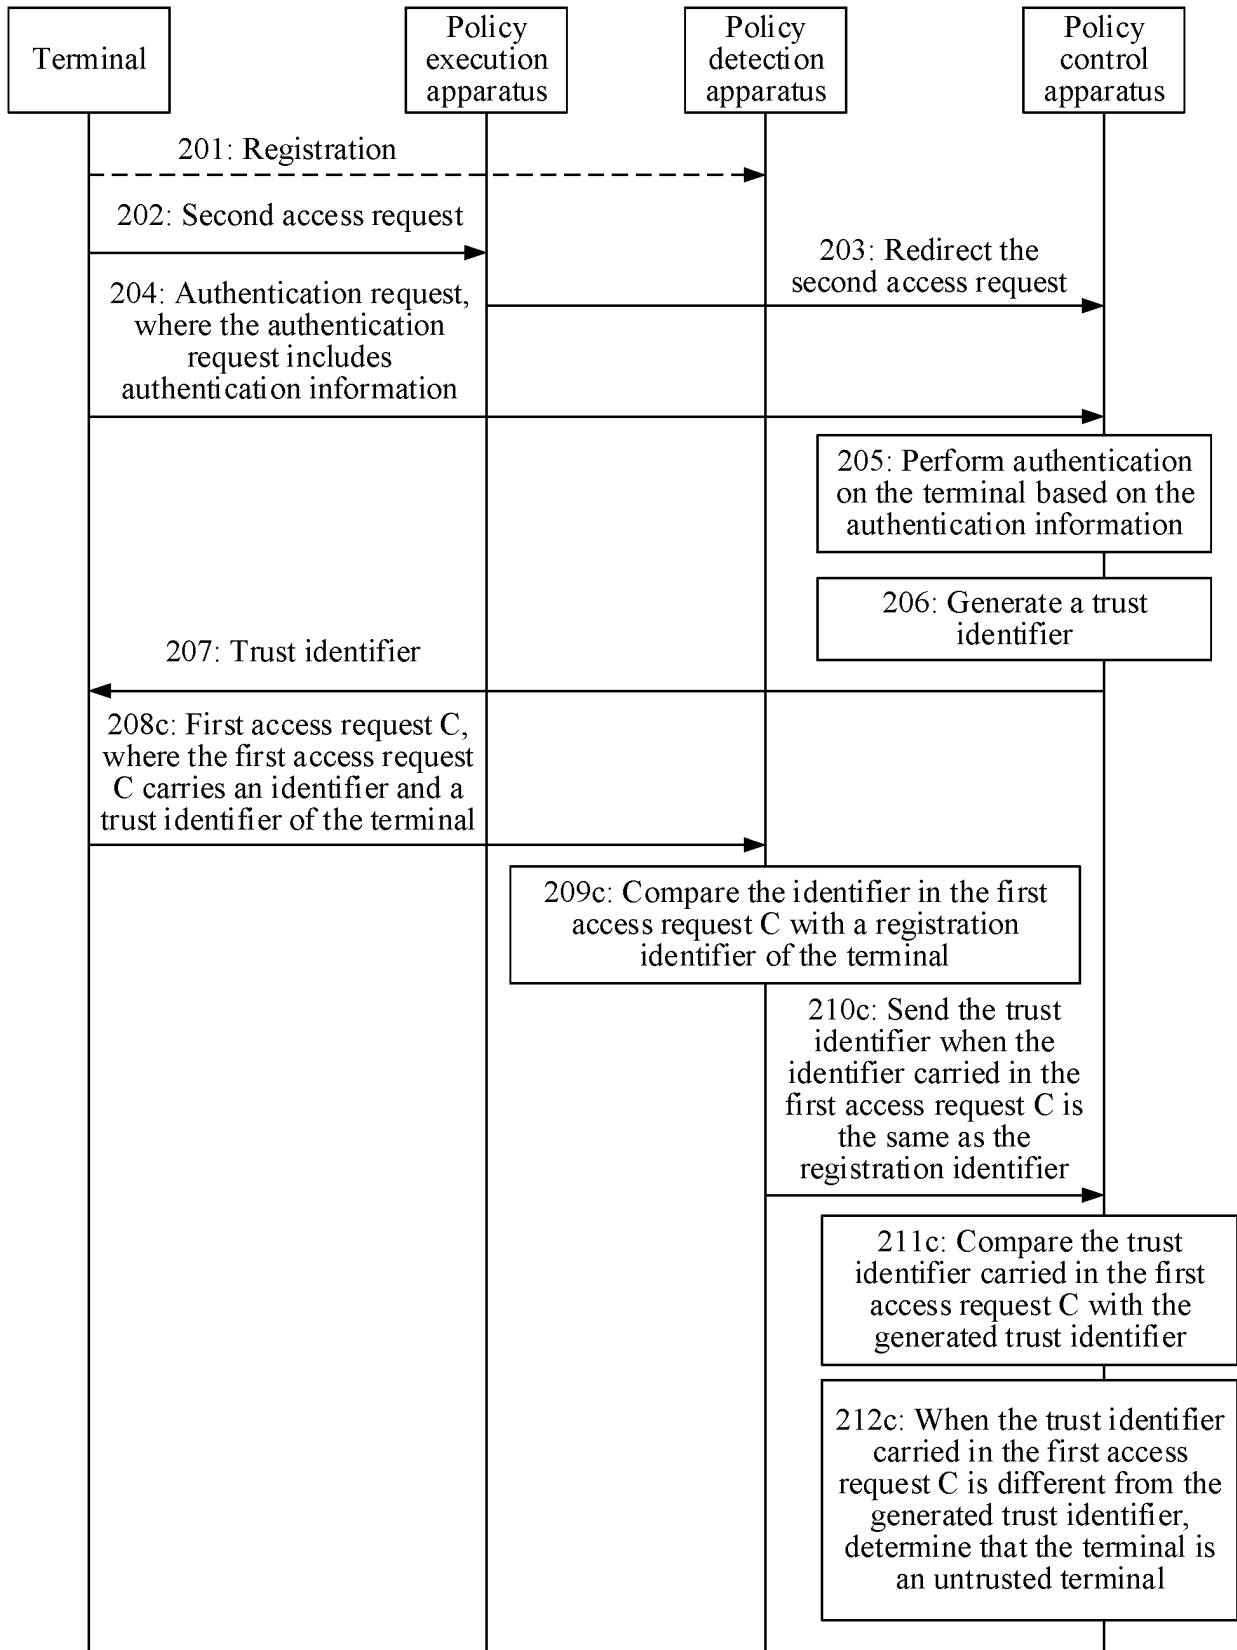 Terminal
Policy
execution
apparatus
Policy
detection
apparatus
Policy
control
apparatus
201: Registration
202: Second access request
203: Redirect the
second access request
204: Authentication request,
where the authentication
request includes
authentication information
205: Perform authentication
on the terminal based on the
authentication information
206: Generate a trust
identifier
207: Trust identifier
208c: First access request C,
where the first access request
C carries an identifier and a
trust identifier of the terminal
209c: Compare the identifier in the first
access request C with a registration
identifier of the terminal
210c: Send the trust
identifier when the
identifier carried in the
first access request C is
the same as the
registration identifier
211c: Compare the trust
identifier carried in the first
access request C with the
generated trust identifier
212c: When the trust identifier
carried in the first access
request C is different from the
generated trust identifier,
determine that the terminal is
an untrusted terminal